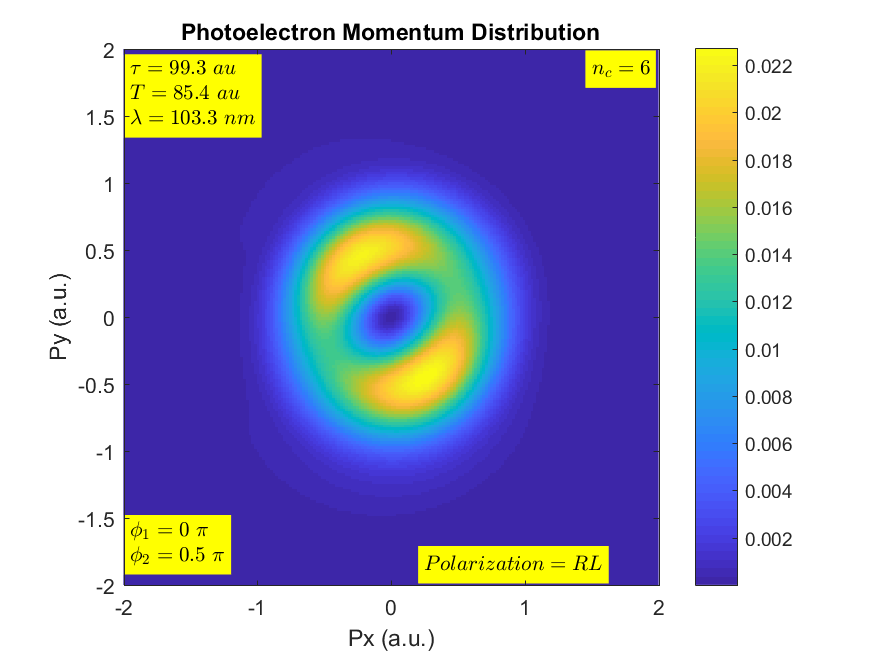 Photoelectron Momentum Distribution
τ = 99.3 au
T = 85.4 au
λ = 103.3 nm
n_c = 6
ϕ_1 = 0 π
ϕ_2 = 0.5 π
Polarization = RL
2
1.5
1
0.5
0
-0.5
-1
-1.5
-2
Py (a.u.)
-2
-1
0
1
2
Px (a.u.)
0.022
0.02
0.018
0.016
0.014
0.012
0.01
0.008
0.006
0.004
0.002